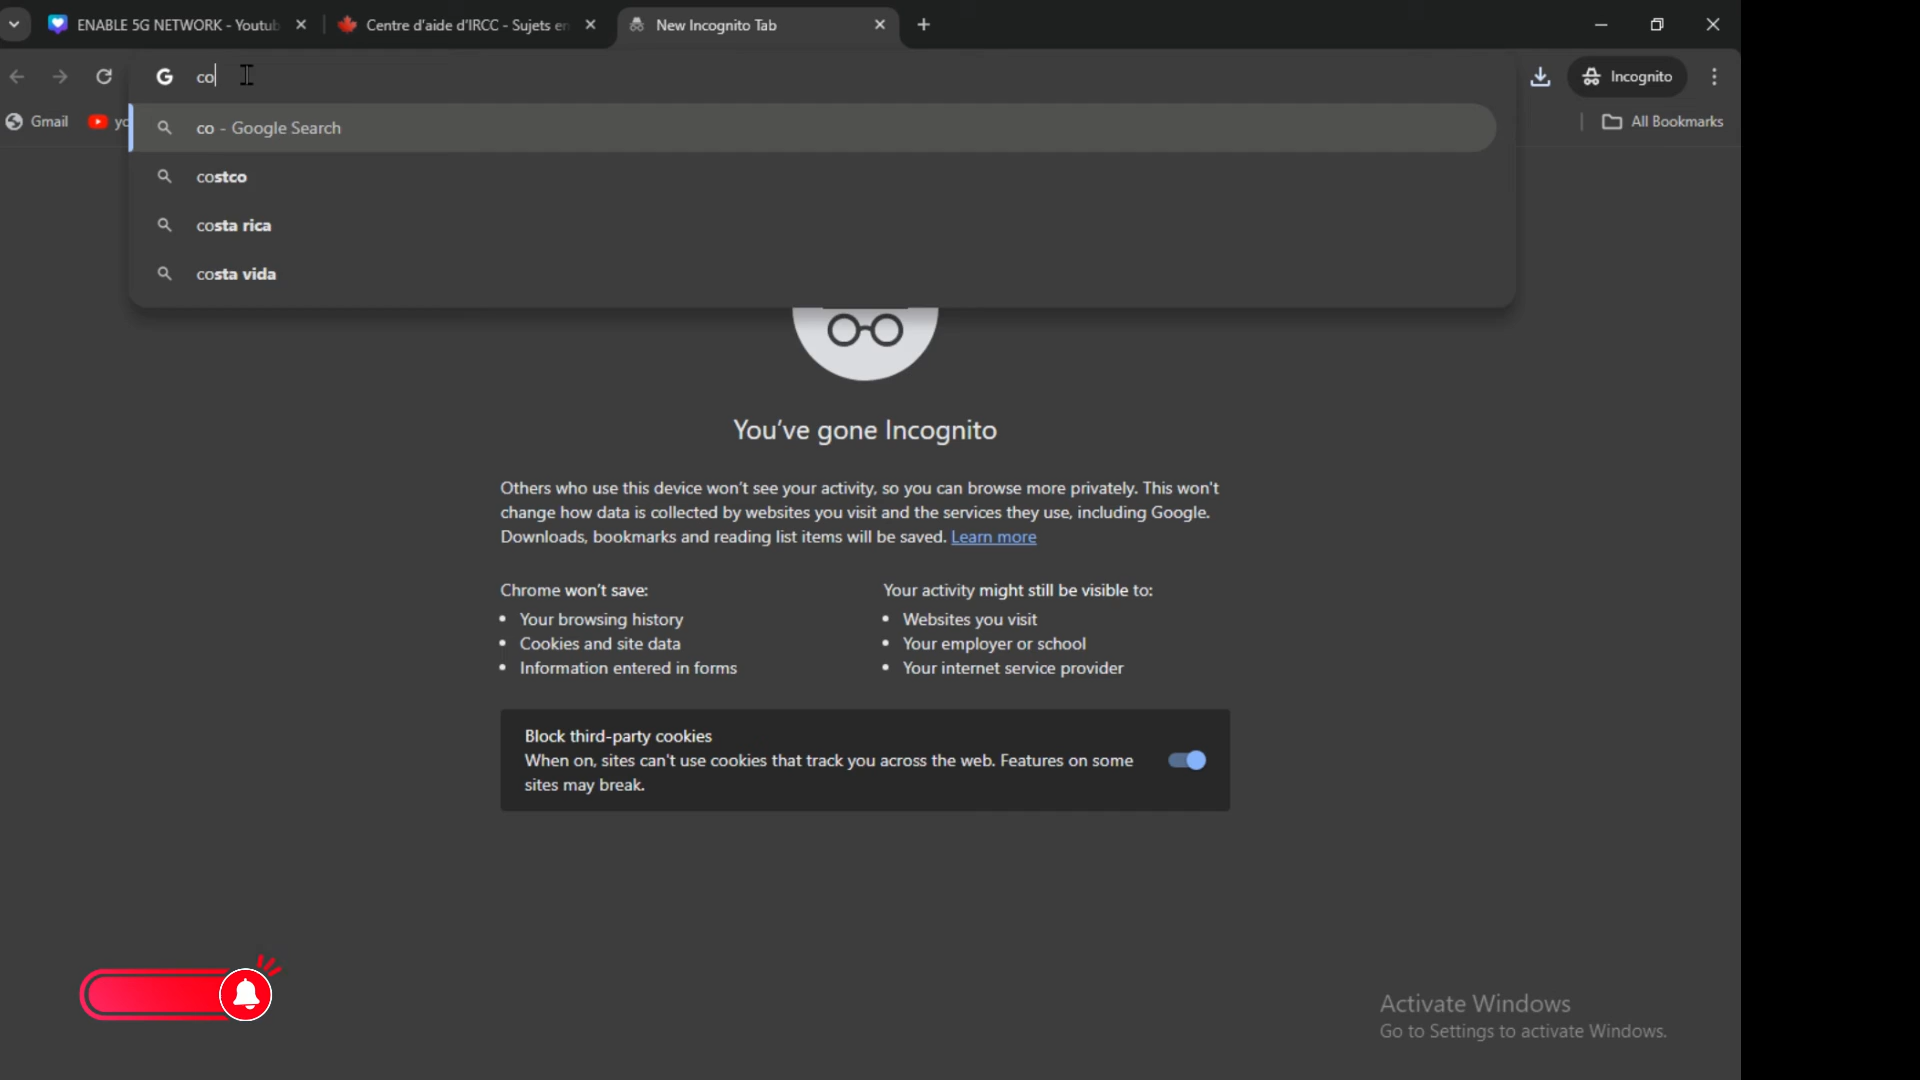 ENABLE 5G NETWORK - Youtub
Centre d'aide d'IRCC - Sujets en
New Incognito Tab
co
Incognito
Gmail
yo
All Bookmarks
co - Google Search
costco
costa rica
costa vida
You've gone Incognito
Others who use this device won't see your activity, so you can browse more privately. This won't
change how data is collected by websites you visit and the services they use, including Google.
Downloads, bookmarks and reading list items will be saved. Learn more
Chrome won't save:
• Your browsing history
• Cookies and site data
• Information entered in forms
Your activity might still be visible to:
• Websites you visit
• Your employer or school
• Your internet service provider
Block third-party cookies
When on, sites can't use cookies that track you across the web. Features on some
sites may break.
Activate Windows
Go to Settings to activate Windows.